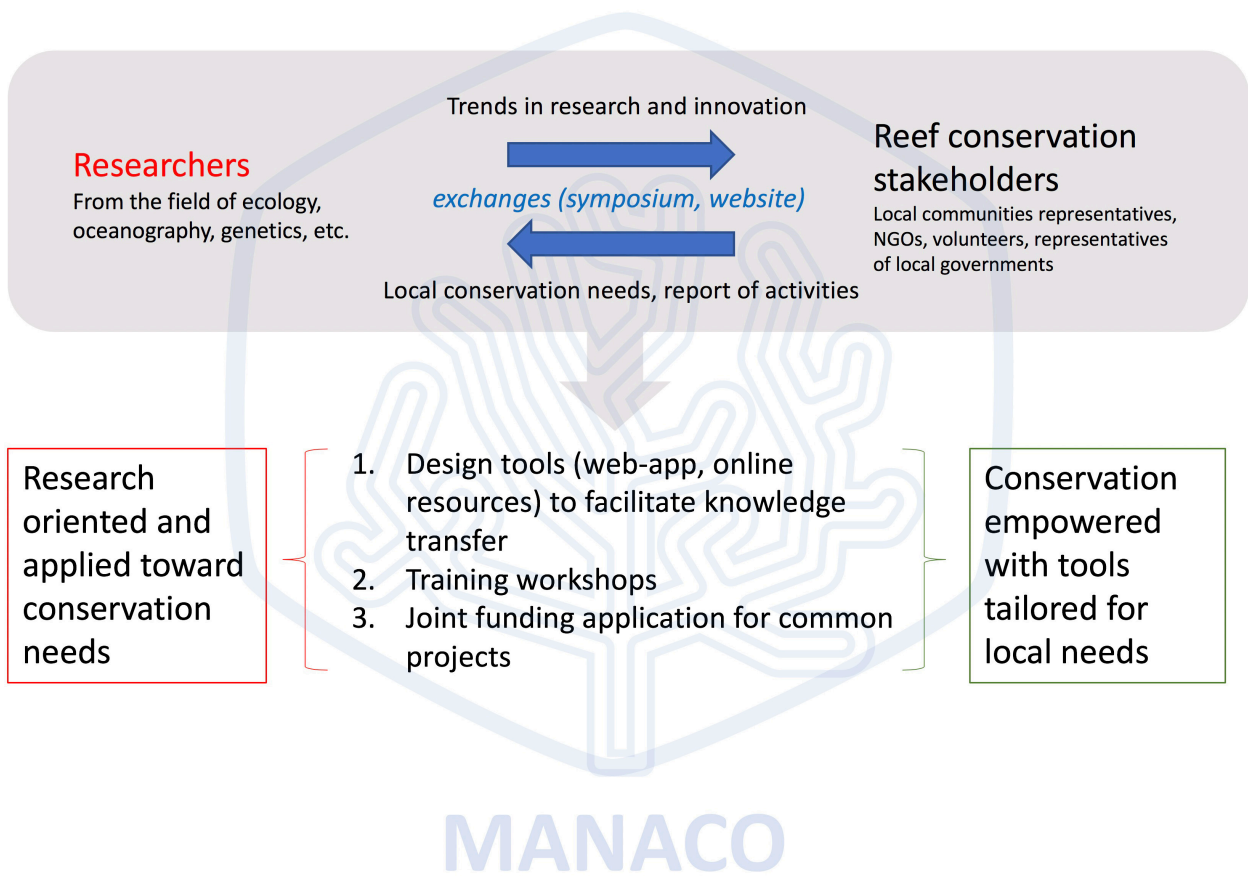 Trends in research and innovation
Researchers
From the field of ecology,
oceanography, genetics, etc.
exchanges (symposium, website)
Local conservation needs, report of activities
Reef conservation
stakeholders
Local communities representatives,
NGOs, volunteers, representatives
of local governments
Research
oriented and
applied toward
conservation
needs
1. Design tools (web-app, online
resources) to facilitate knowledge
transfer
2. Training workshops
3. Joint funding application for common
projects
Conservation
empowered
with tools
tailored for
local needs
MANACO